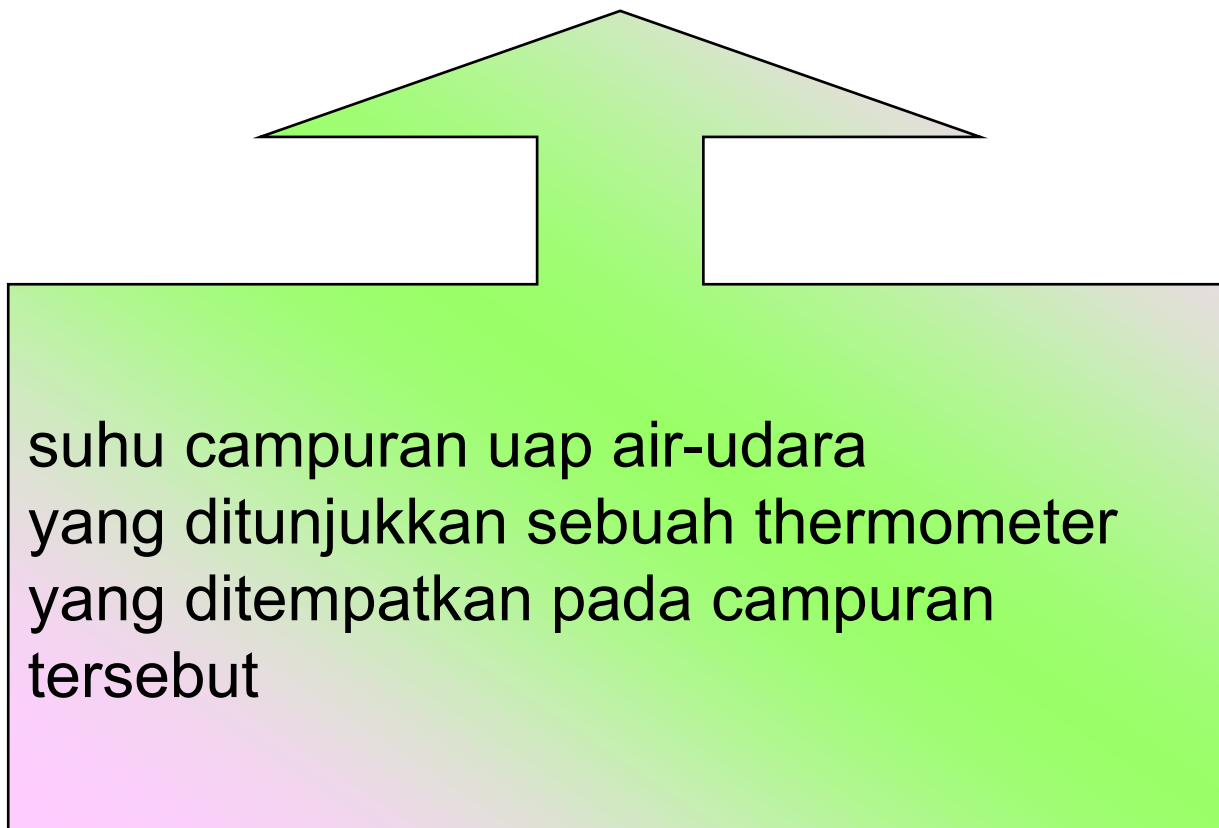 suhu campuran uap air-udara
yang ditunjukkan sebuah thermometer
yang ditempatkan pada campuran
tersebut